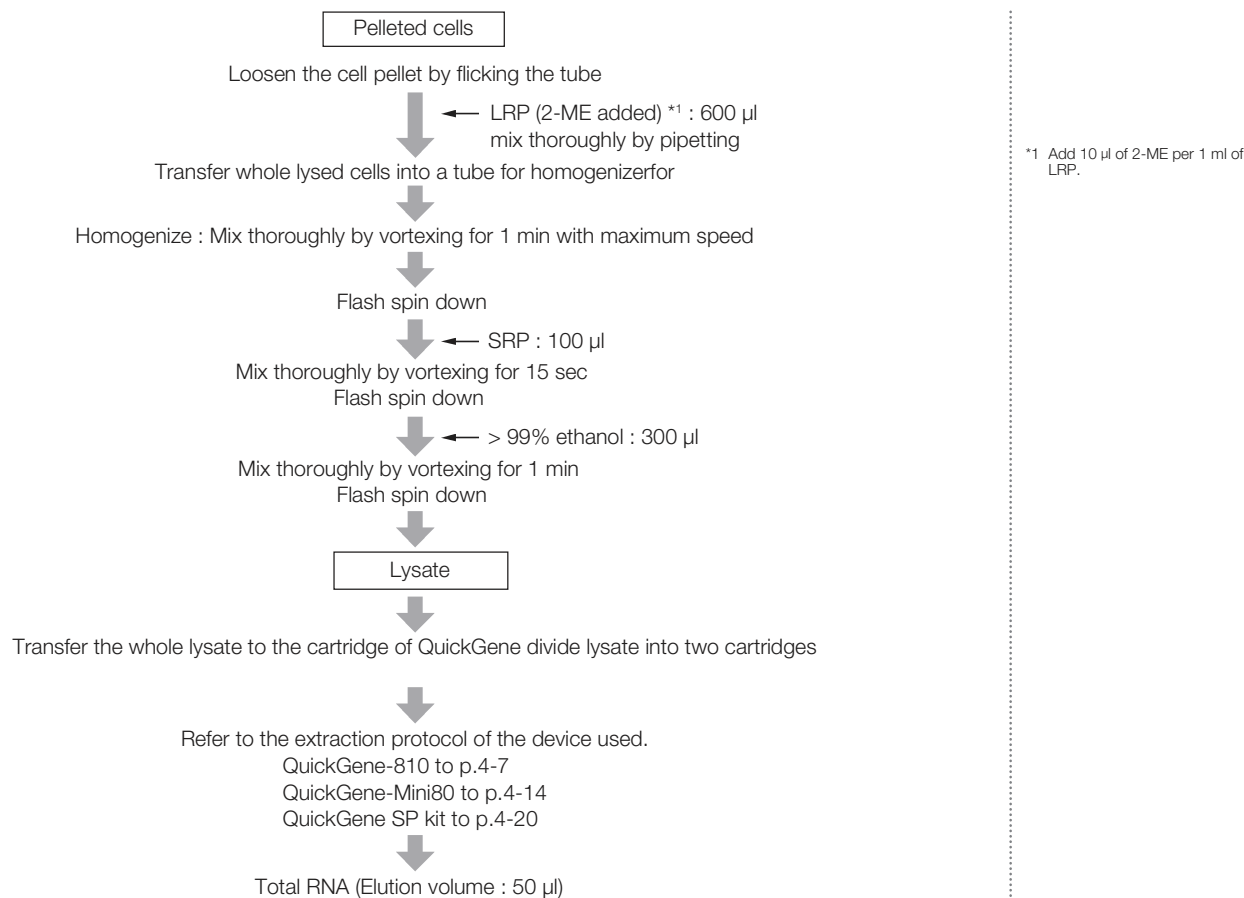 Pelleted cells
Loosen the cell pellet by flicking the tube
LRP (2-ME added) *1 : 600 µl
mix thoroughly by pipetting
Transfer whole lysed cells into a tube for homogenizerfor
Homogenize : Mix thoroughly by vortexing for 1 min with maximum speed
Flash spin down
SRP : 100 µl
Mix thoroughly by vortexing for 15 sec
Flash spin down
> 99% ethanol : 300 µl
Mix thoroughly by vortexing for 1 min
Flash spin down
Lysate
Transfer the whole lysate to the cartridge of QuickGene divide lysate into two cartridges
Refer to the extraction protocol of the device used.
QuickGene-810 to p.4-7
QuickGene-Mini80 to p.4-14
QuickGene SP kit to p.4-20
Total RNA (Elution volume : 50 µl)
*1 Add 10 µl of 2-ME per 1 ml of
LRP.